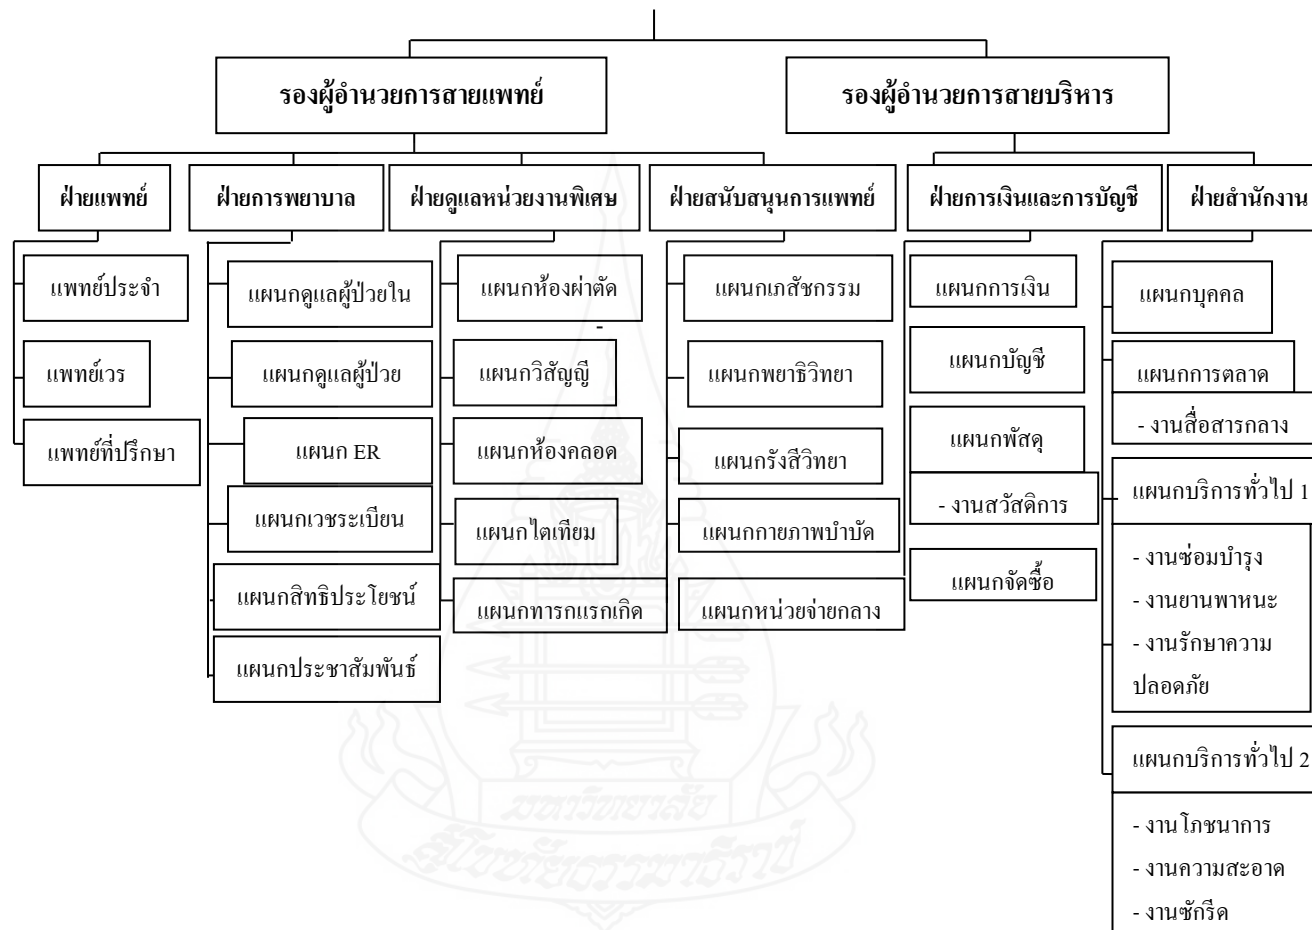 รองผู้อำนวยการสายแพทย์
รองผู้อำนวยการสายบริหาร
ฝ่ายแพทย์
ฝ่ายการพยาบาล
ฝ่ายดูแลหน่วยงานพิเศษ
ฝ่ายสนับสนุนการแพทย์
ฝ่ายการเงินและการบัญชี
ฝ่ายสำนักงาน
แพทย์ประจำ
แพทย์เวร
แพทย์ที่ปรึกษา
แผนกดูแลผู้ป่วยใน
แผนกดูแลผู้ป่วย
แผนก ER
แผนกเวชระเบียน
แผนกสิทธิประโยชน์
แผนกประชาสัมพันธ์
แผนกห้องผ่าตัด
-
แผนกวิสัญญี
แผนกห้องคลอด
แผนกไตเทียม
แผนกทารกแรกเกิด
แผนกเภสัชกรรม
แผนกพยาธิวิทยา
แผนกรังสีวิทยา
แผนกกายภาพบำบัด
แผนกหน่วยจ่ายกลาง
แผนกการเงิน
แผนกบัญชี
แผนกพัสดุ
- งานสวัสดิการ
แผนกจัดซื้อ
แผนกบุคคล
แผนกการตลาด
- งานสื่อสารกลาง
แผนกบริการทั่วไป 1
- งานซ่อมบำรุง
- งานยานพาหนะ
- งานรักษาความ
ปลอดภัย
แผนกบริการทั่วไป 2
- งานโภชนาการ
- งานความสะอาด
- งานซักรีด
มหาวิทยาลัย
สุโขทัยธรรมาธิราช